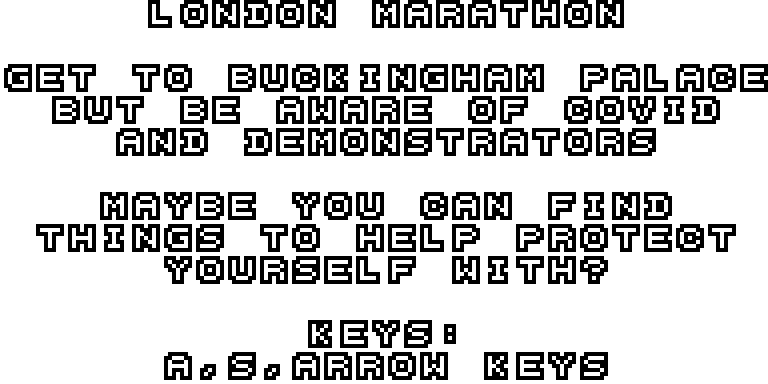 LONDON MARATHON
GET TO BUCKINGHAM PALACE
BUT BE AWARE OF COVID
AND DEMONSTRATORS
MAYBE YOU CAN FIND
THINGS TO HELP PROTECT
YOURSELF WITH?
KEYS:
A,S,ARROW KEYS